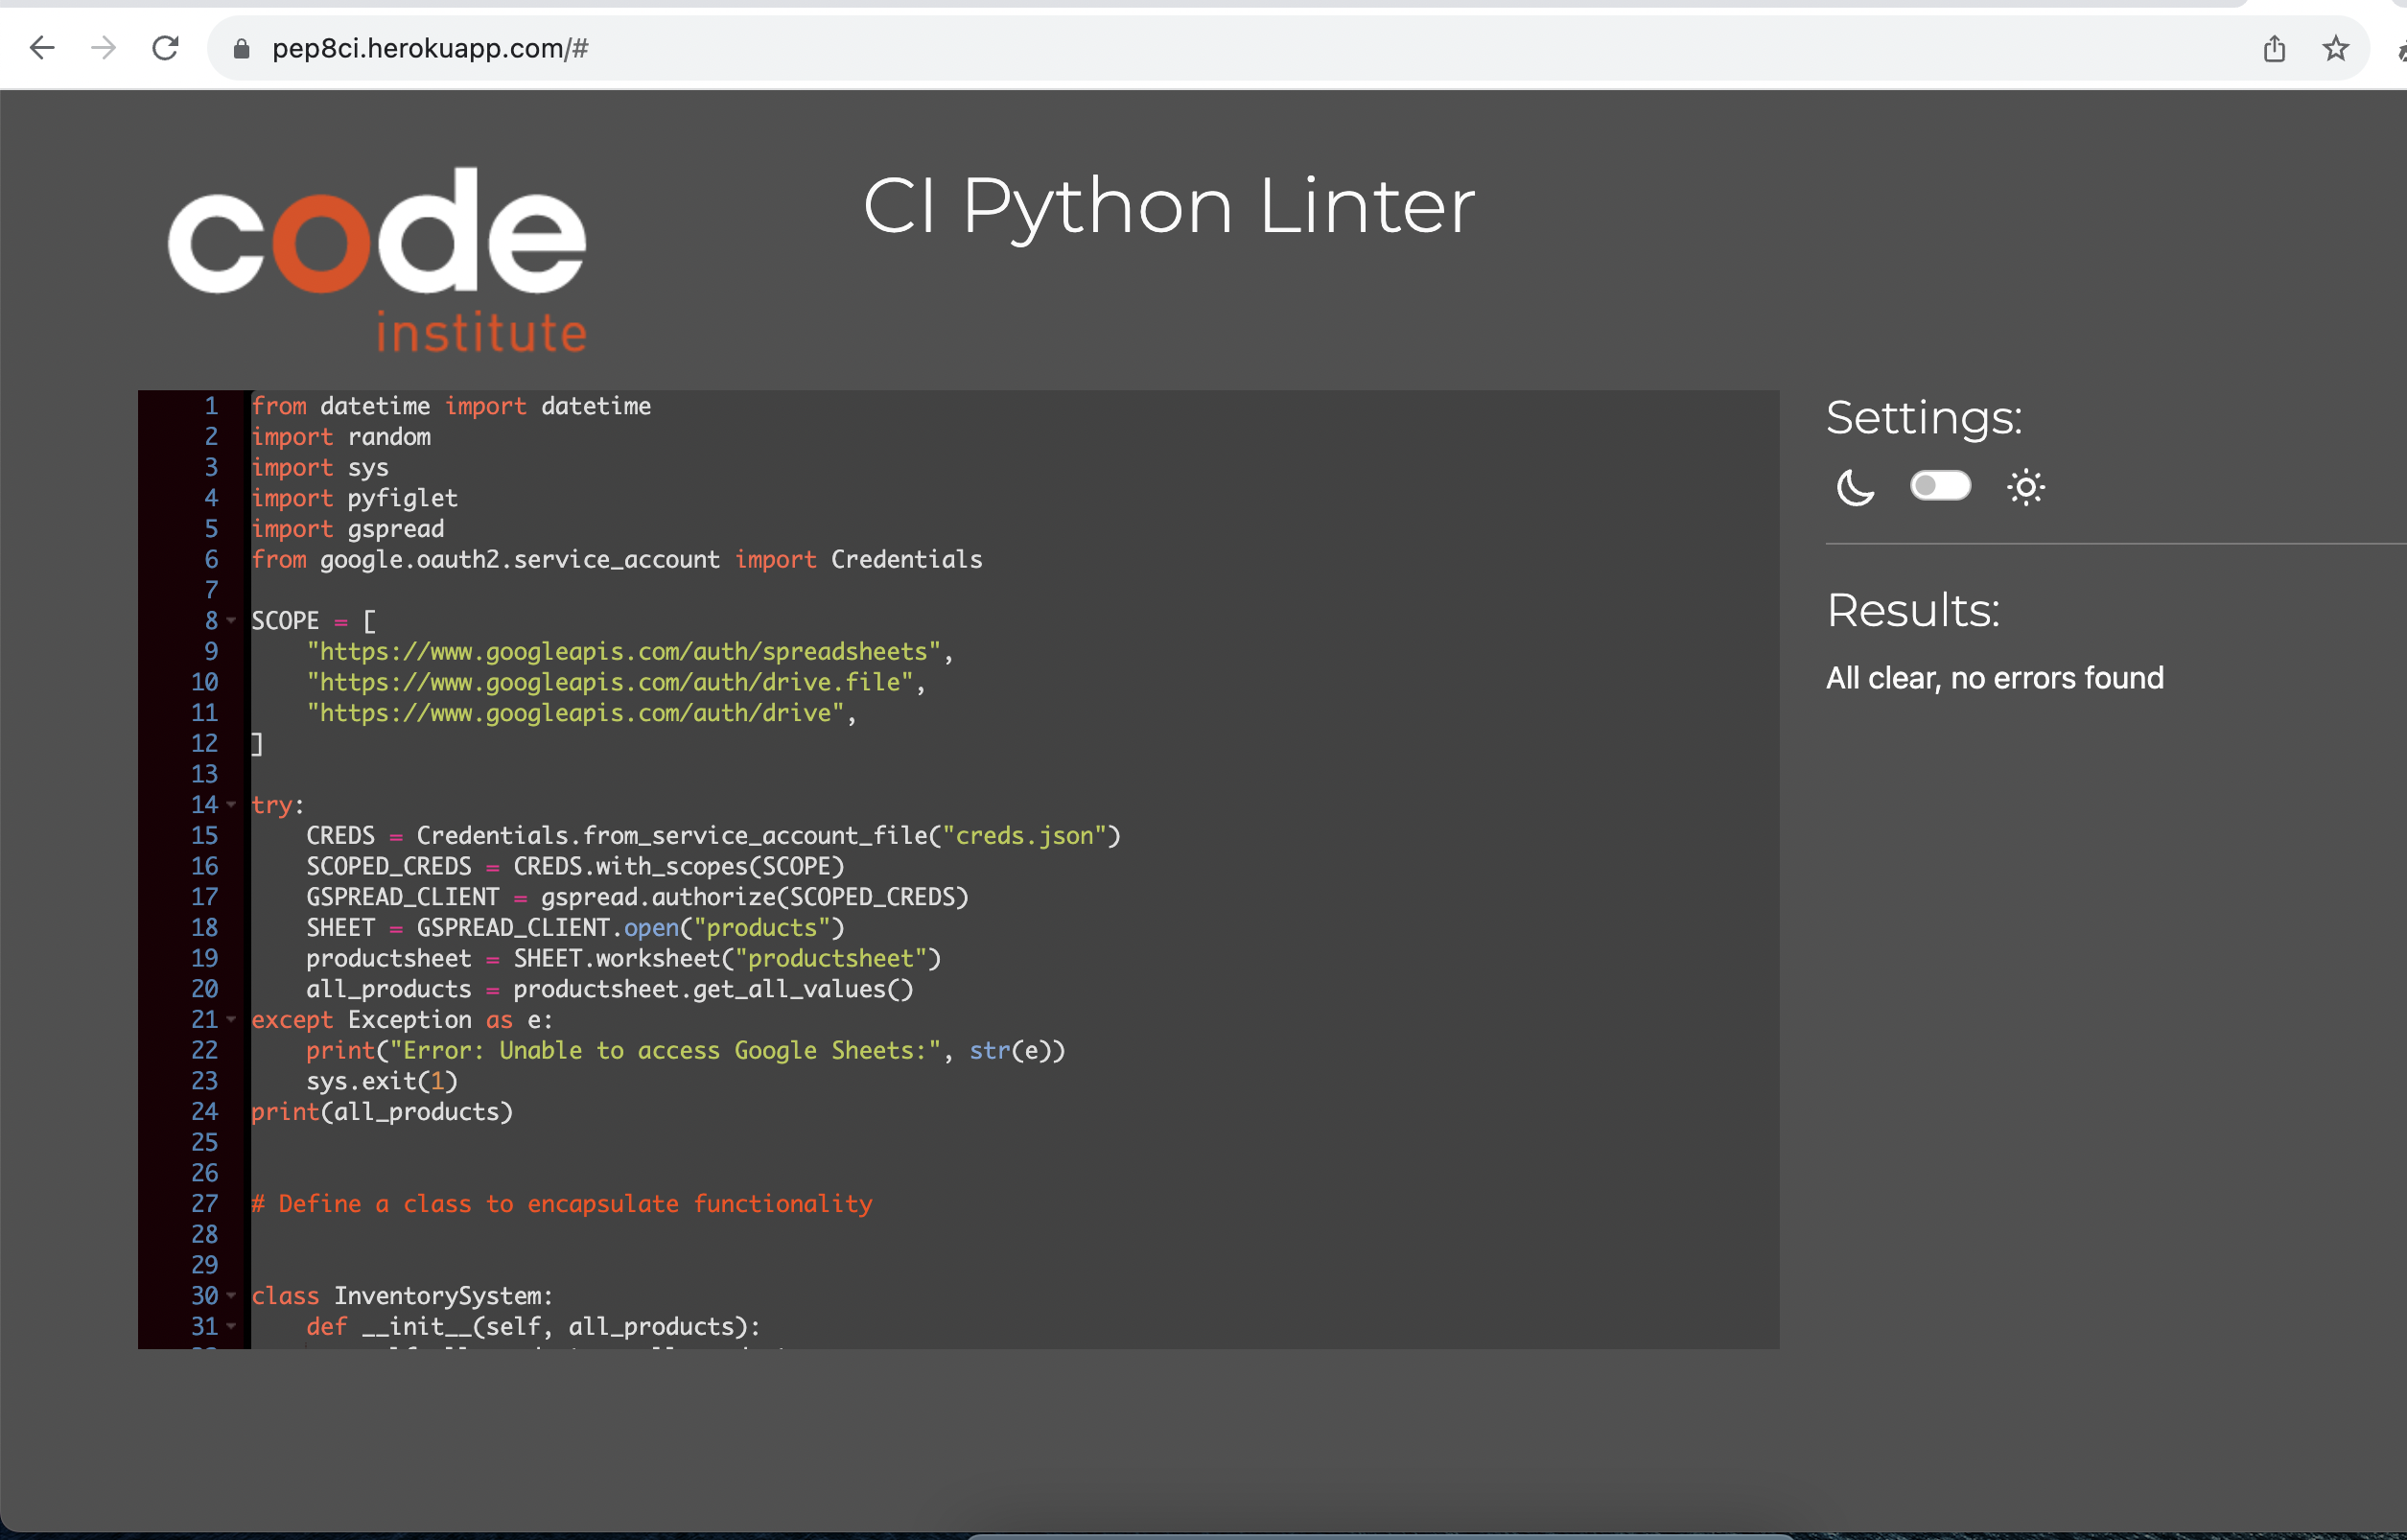 pep8ci.herokuapp.com/#
code
institute
CI Python Linter
1 from datetime import datetime
2 import random
3 import sys
4 import pyfiglet
5 import gspread
6 from google.oauth2.service_account import Credentials
7
8 SCOPE = [
9     "https://www.googleapis.com/auth/spreadsheets",
10     "https://www.googleapis.com/auth/drive.file",
11     "https://www.googleapis.com/auth/drive",
12 ]
13
14 try:
15     CREDS = Credentials.from_service_account_file("creds.json")
16     SCOPED_CREDS = CREDS.with_scopes(SCOPE)
17     GSPREAD_CLIENT = gspread.authorize(SCOPED_CREDS)
18     SHEET = GSPREAD_CLIENT.open("products")
19     productsheet = SHEET.worksheet("productsheet")
20     all_products = productsheet.get_all_values()
21 except Exception as e:
22     print("Error: Unable to access Google Sheets:", str(e))
23     sys.exit(1)
24 print(all_products)
25
26
27 # Define a class to encapsulate functionality
28
29
30 class InventorySystem:
31     def __init__(self, all_products):
Settings:
Results:
All clear, no errors found